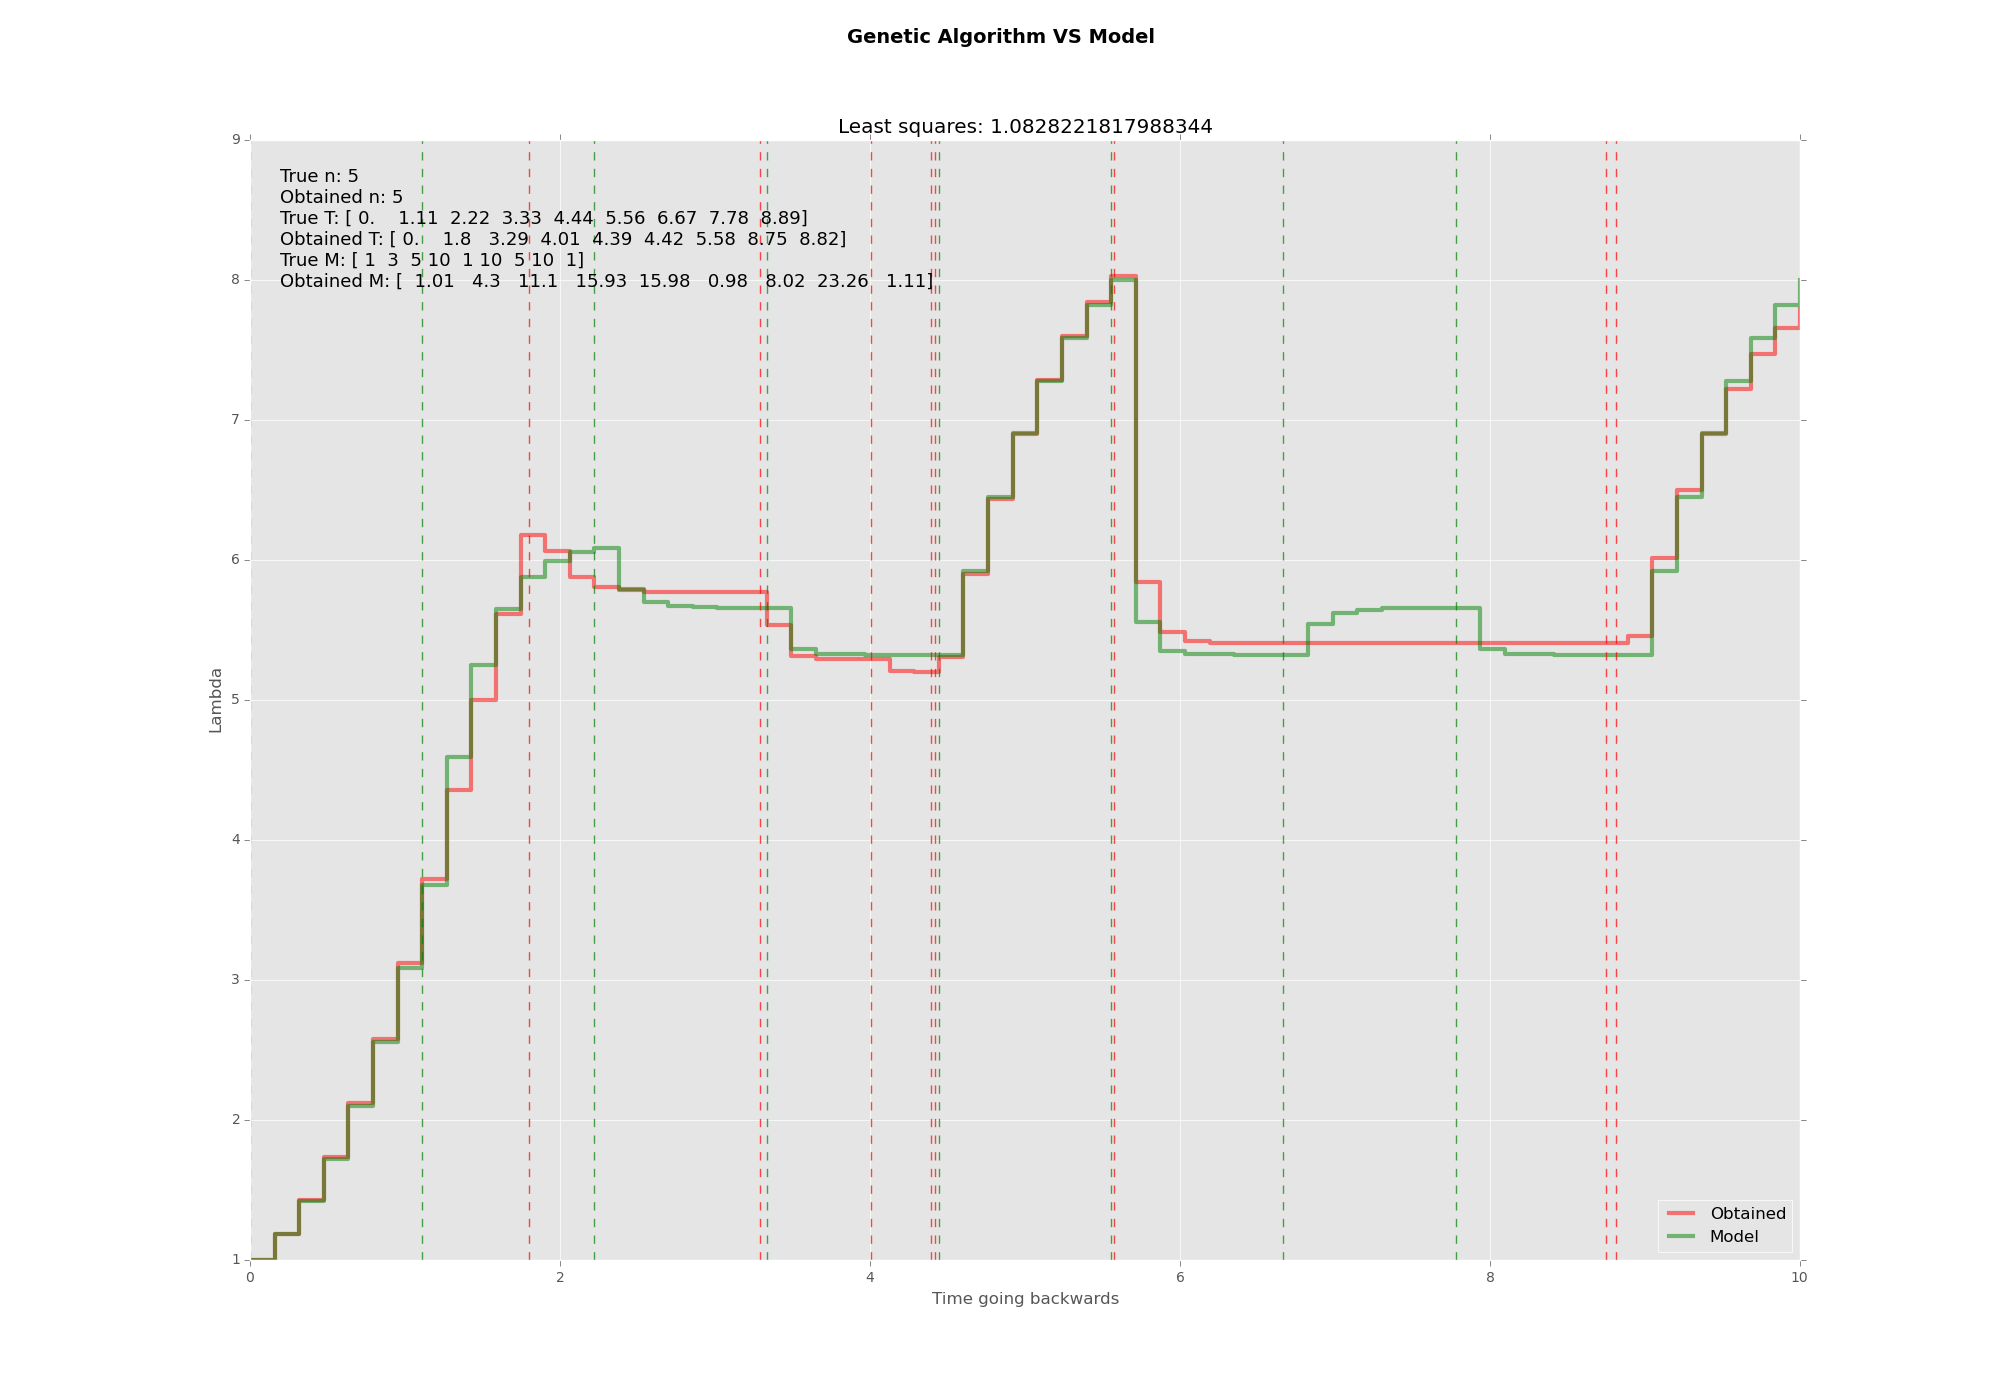 Genetic Algorithm VS Model
Least squares: 1.0828221817988344
True n: 5
Obtained n: 5
True T: [ 0. 1.11 2.22 3.33 4.44 5.56 6.67 7.78 8.89]
Obtained T: [ 0. 1.8 3.29 4.01 4.39 4.42 5.58 8.75 8.82]
True M: [ 1 3 5 10 1 10 5 10 1]
Obtained M: [ 1.01 4.3 11.1 15.93 15.98 0.98 8.02 23.26 1.11]
9
8
7
6
5
4
3
2
1
Lambda
0 2 4 6 8 10
Time going backwards
Obtained
Model